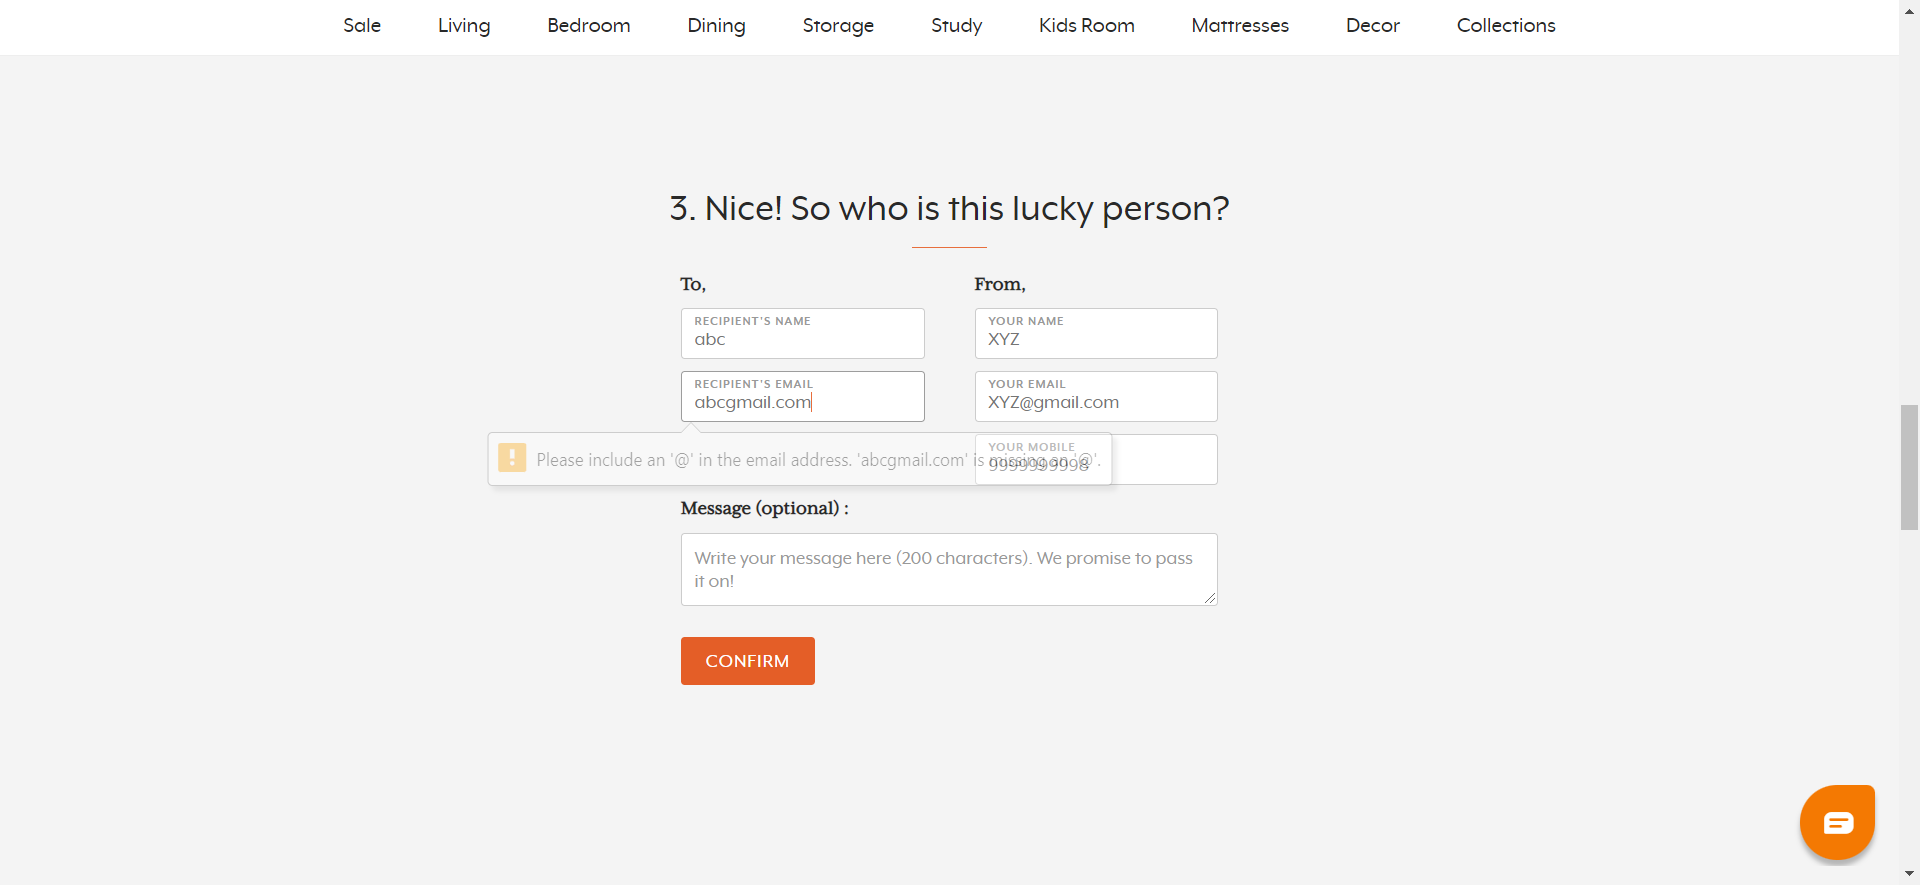 Sale Living Bedroom Dining Storage Study Kids Room Mattresses Decor Collections
3. Nice! So who is this lucky person?
To,
From,
RECIPIENT'S NAME
abc
YOUR NAME
XYZ
RECIPIENT'S EMAIL
abcgmail.com
YOUR EMAIL
XYZ@gmail.com
YOUR MOBILE
9999999998
Please include an '@' in the email address. 'abcgmail.com' is missing an '@'.
Message (optional) :
Write your message here (200 characters). We promise to pass
it on!
CONFIRM